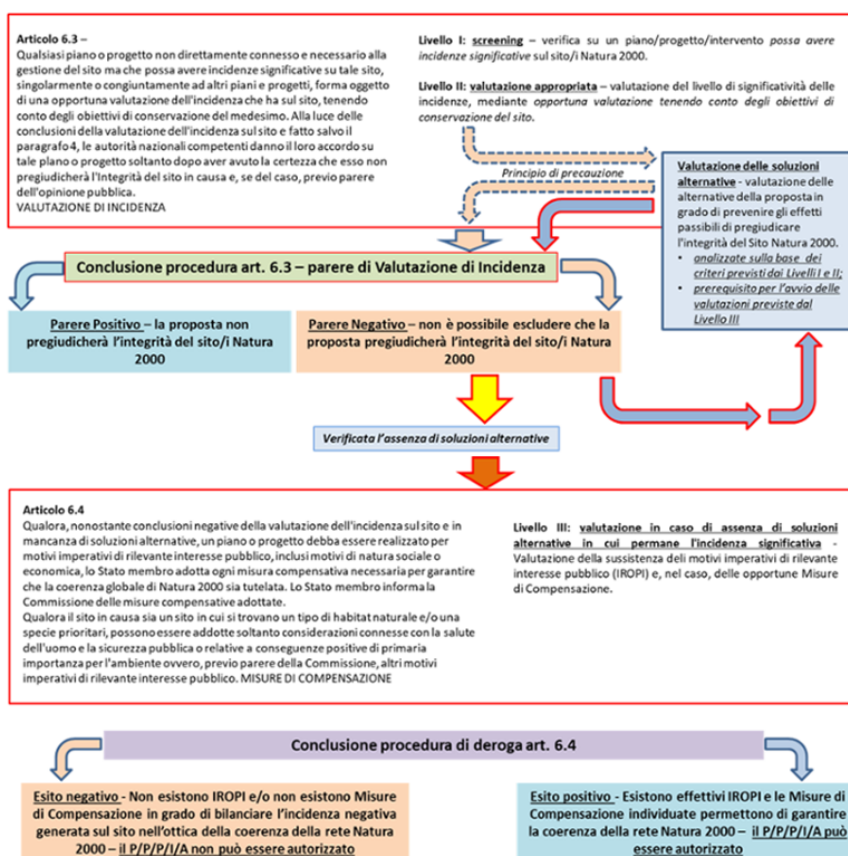 Articolo 6.3 –
Qualsiasi piano o progetto non direttamente connesso e necessario alla
gestione del sito ma che possa avere incidenze significative su tale sito,
singolarmente o congiuntamente ad altri piani e progetti, forma oggetto
di una opportuna valutazione dell'incidenza che ha sul sito, tenendo
conto degli obiettivi di conservazione del medesimo. Alla luce delle
conclusioni della valutazione dell'incidenza sul sito e fatto salvo il
paragrafo 4, le autorità nazionali competenti danno il loro accordo su
tale piano o progetto soltanto dopo aver avuto la certezza che esso non
pregiudicherà l'integrità del sito in causa e, se del caso, previo parere
dell'opinione pubblica.
VALUTAZIONE DI INCIDENZA
Livello I: screening – verifica su un piano/progetto/intervento possa avere
incidenze significative sul sito/i Natura 2000.
Livello II: valutazione appropriata – valutazione del livello di significatività delle
incidenze, mediante opportuna valutazione tenendo conto degli obiettivi di
conservazione del sito.
Principio di precauzione
Valutazione delle soluzioni
alternative - valutazione delle
alternative della proposta in
grado di prevenire gli effetti
passibili di pregiudicare
l'integrità del Sito Natura 2000.
• analizzate sulla base dei
criteri previsti dai Livelli I e II;
• prerequisito per l'avvio delle
valutazioni previste dal
Livello III
Conclusione procedura art. 6.3 – parere di Valutazione di Incidenza
Parere Positivo – la proposta non
pregiudicherà l'integrità del sito/i Natura
2000
Parere Negativo – non è possibile escludere che la
proposta pregiudicherà l'integrità del sito/i Natura
2000
Verificata l'assenza di soluzioni alternative
Articolo 6.4
Qualora, nonostante conclusioni negative della valutazione dell'incidenza sul sito e in
mancanza di soluzioni alternative, un piano o progetto debba essere realizzato per
motivi imperativi di rilevante interesse pubblico, inclusi motivi di natura sociale o
economica, lo Stato membro adotta ogni misura compensativa necessaria per garantire
che la coerenza globale di Natura 2000 sia tutelata. Lo Stato membro informa la
Commissione delle misure compensative adottate.
Qualora il sito in causa sia un sito in cui si trovano un tipo di habitat naturale e/o una
specie prioritari, possono essere addotte soltanto considerazioni connesse con la salute
dell'uomo e la sicurezza pubblica o relative a conseguenze positive di primaria
importanza per l'ambiente ovvero, previo parere della Commissione, altri motivi
imperativi di rilevante interesse pubblico. MISURE DI COMPENSAZIONE
Livello III: valutazione in caso di assenza di soluzioni
alternative in cui permane l'incidenza significativa -
Valutazione della sussistenza deli motivi imperativi di rilevante
interesse pubblico (IROPI) e, nel caso, delle opportune Misure
di Compensazione.
Conclusione procedura di deroga art. 6.4
Esito negativo - Non esistono IROPI e/o non esistono Misure
di Compensazione in grado di bilanciare l'incidenza negativa
generata sul sito nell'ottica della coerenza della rete Natura
2000 – il P/P/P/I/A non può essere autorizzato
Esito positivo - Esistono effettivi IROPI e le Misure di
Compensazione individuate permettono di garantire
la coerenza della rete Natura 2000 – il P/P/P/I/A può
essere autorizzato